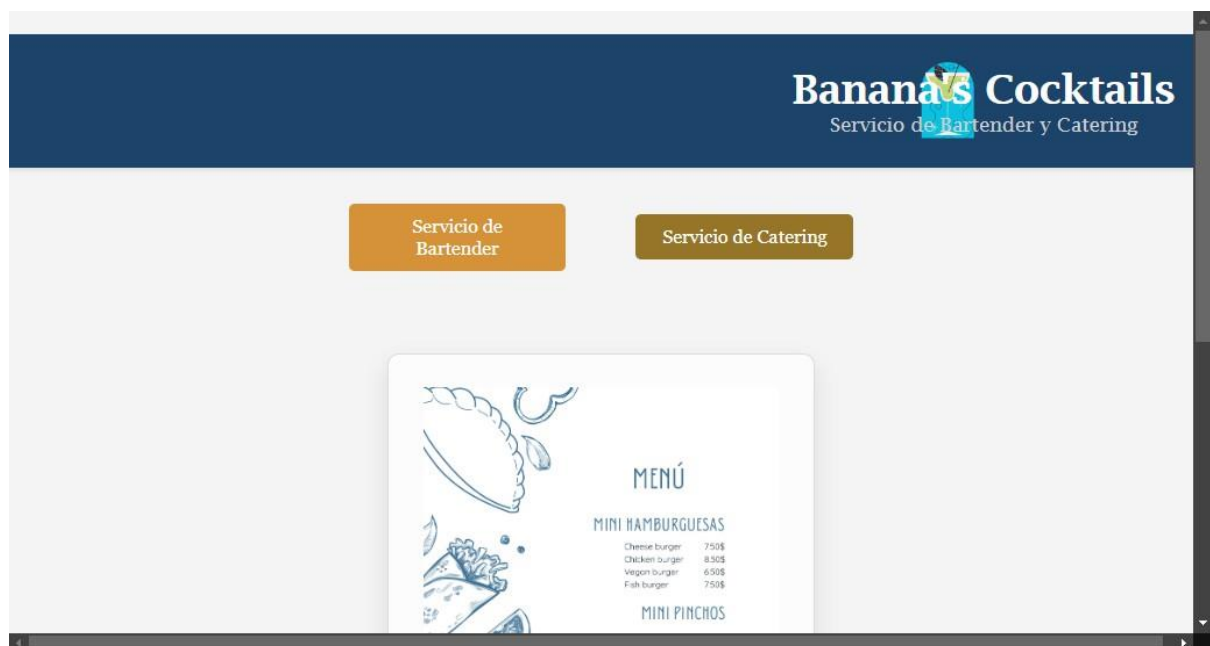 Banana's Cocktails
Servicio de Bartender y Catering
Servicio de
Bartender
Servicio de Catering
MENÚ
MINI HAMBURGUESAS
Cheese burger 7.50$
Chicken burger 8.50$
Vegan burger 6.50$
Fish burger 7.50$
MINI PINCHOS